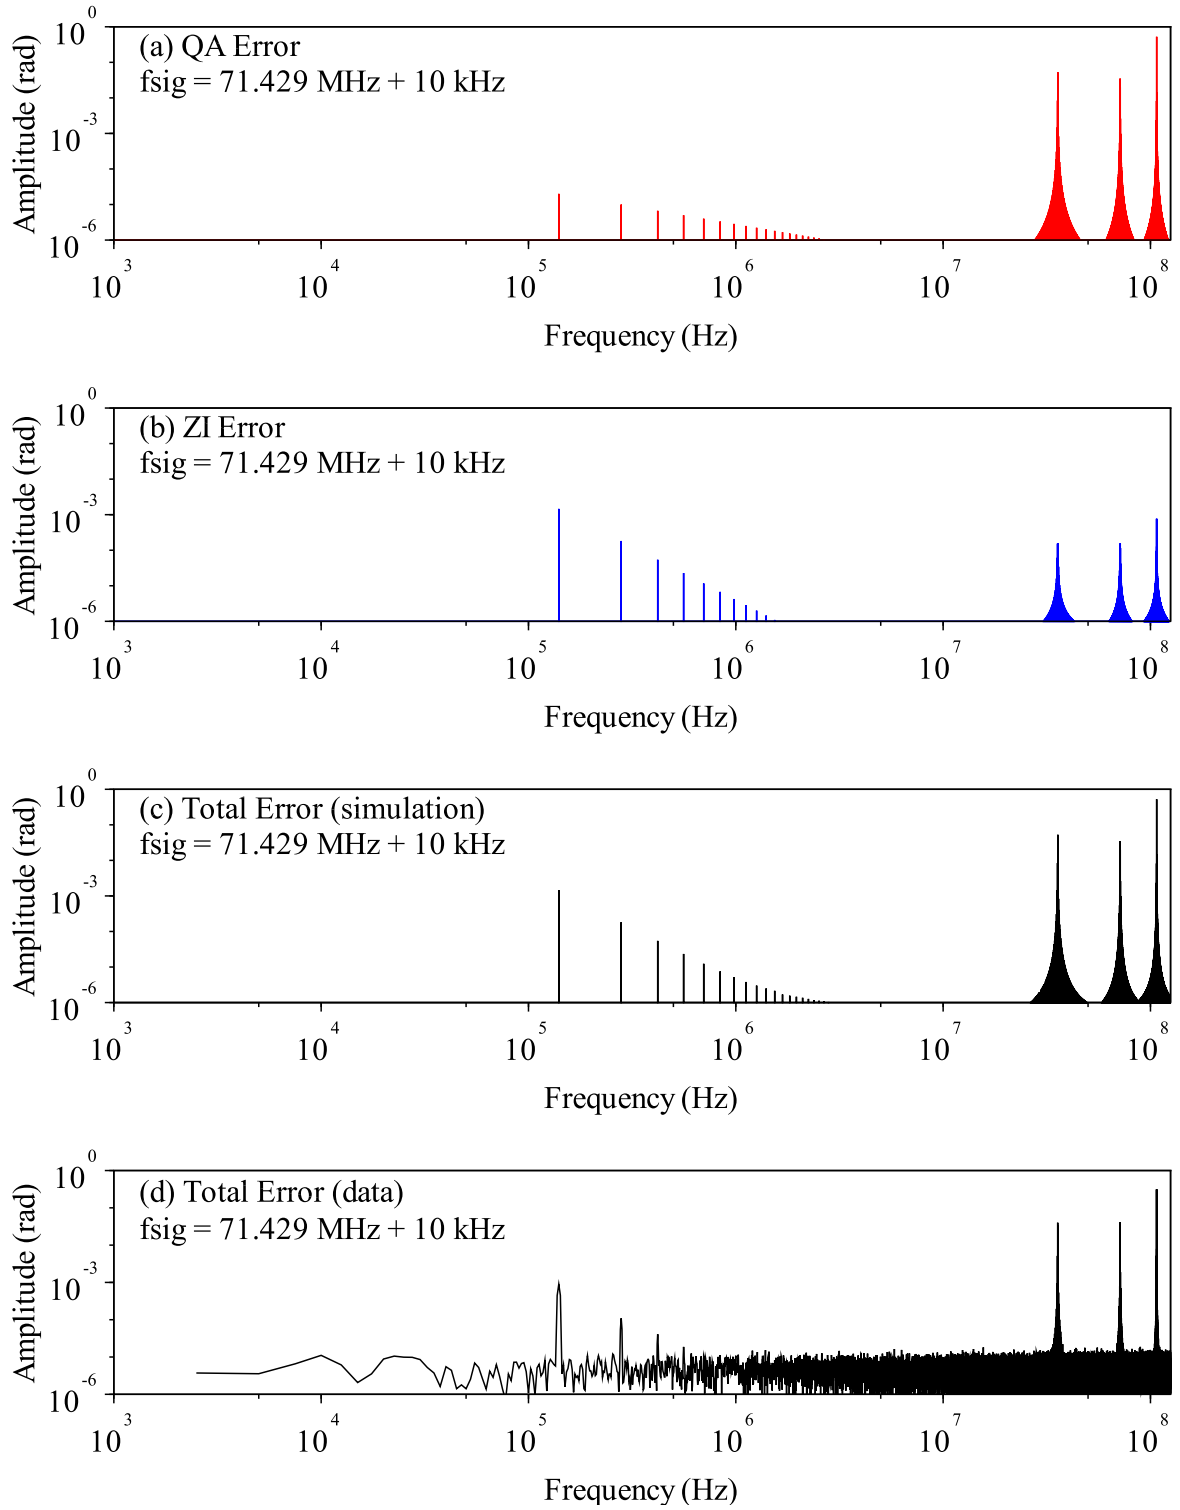 (a) QA Error
fsig = 71.429 MHz + 10 kHz
Amplitude (rad)
10^0
10^-3
10^-6
10^3 10^4 10^5 10^6 10^7 10^8
Frequency (Hz)
(b) ZI Error
fsig = 71.429 MHz + 10 kHz
Amplitude (rad)
10^0
10^-3
10^-6
10^3 10^4 10^5 10^6 10^7 10^8
Frequency (Hz)
(c) Total Error (simulation)
fsig = 71.429 MHz + 10 kHz
Amplitude (rad)
10^0
10^-3
10^-6
10^3 10^4 10^5 10^6 10^7 10^8
Frequency (Hz)
(d) Total Error (data)
fsig = 71.429 MHz + 10 kHz
Amplitude (rad)
10^0
10^-3
10^-6
10^3 10^4 10^5 10^6 10^7 10^8
Frequency (Hz)